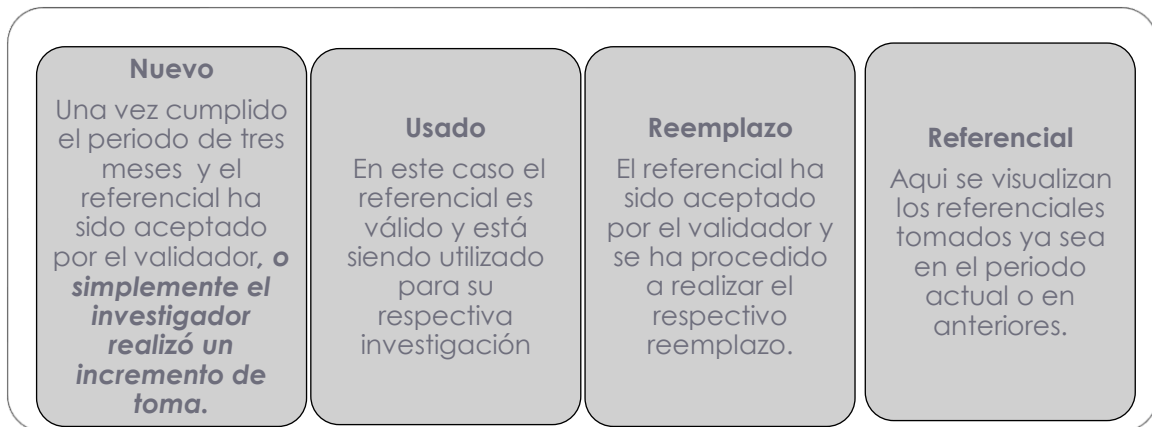 Nuevo
Una vez cumplido
el periodo de tres
meses y el
referencial ha
sido aceptado
por el validador, o
simplemente el
investigador
realizó un
incremento de
toma.
Usado
En este caso el
referencial es
válido y está
siendo utilizado
para su
respectiva
investigación
Reemplazo
El referencial ha
sido aceptado
por el validador y
se ha procedido
a realizar el
respectivo
reemplazo.
Referencial
Aqui se visualizan
los referenciales
tomados ya sea
en el periodo
actual o en
anteriores.